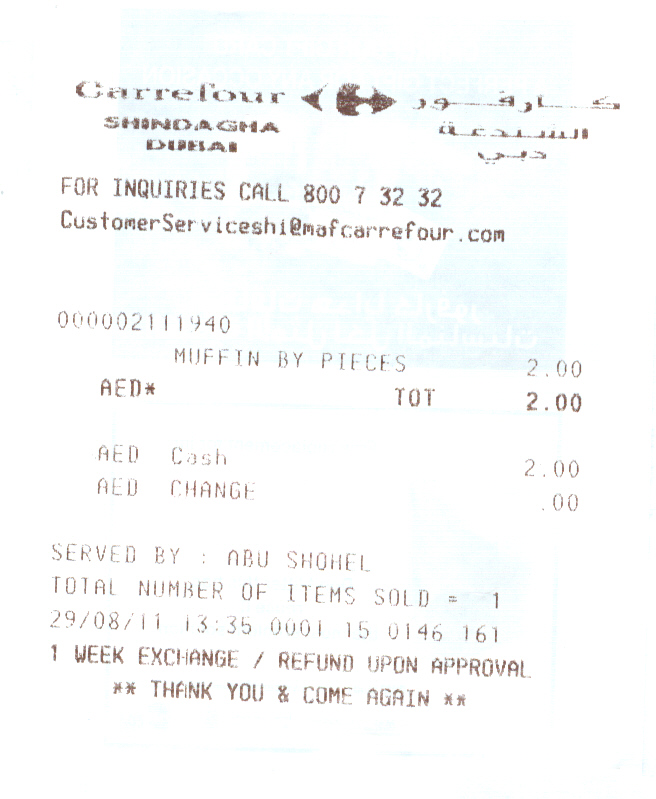 Carrefour كارفور
SHINDAGHA الشندغة
DUBAI دبي
FOR INQUIRIES CALL 800 7 32 32
CustomerServiceshi@mafcarrefour.com
000002111940
MUFFIN BY PIECES 2.00
AED* TOT 2.00
AED Cash 2.00
AED CHANGE .00
SERVED BY : ABU SHOHEL
TOTAL NUMBER OF ITEMS SOLD = 1
29/08/11 13:35 0001 15 0146 161
1 WEEK EXCHANGE / REFUND UPON APPROVAL
** THANK YOU & COME AGAIN **